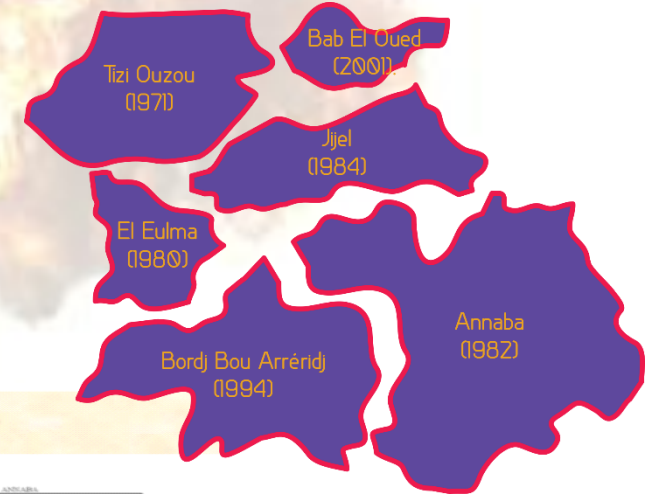 Tizi Ouzou
(1971)
Bab El Oued
(2001).
Jijel
(1984)
El Eulma
(1980)
Annaba
(1982)
Bordj Bou Arréridj
(1994)